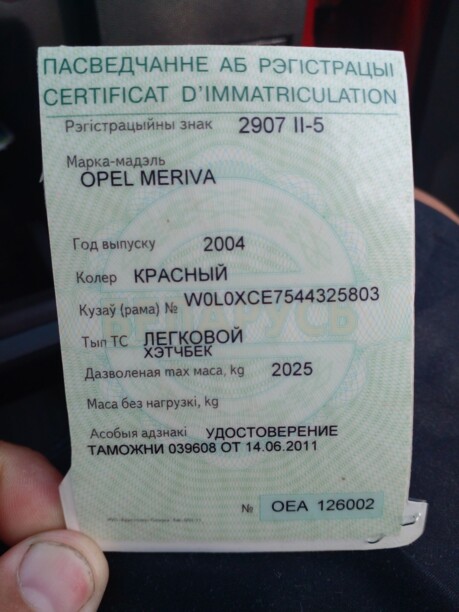 ПАСВЕДЧАННЕ АБ РЭГІСТРАЦЫІ
CERTIFICAT D'IMMATRICULATION
Рэгістрацыйны знак 2907 II-5
Марка-мадэль
OPEL MERIVA
Год выпуску 2004
Колер КРАСНЫЙ
Кузаў (рама) № W0L0XCE7544325803
Тып ТС ЛЕГКОВОЙ
ХЭТЧБЕК
Дазволеная max маса, kg 2025
Маса без нагрузкі, kg
Асобыя адзнакі УДОСТОВЕРЕНИЕ
ТАМОЖНИ 039608 ОТ 14.06.2011
№ ОЕА 126002
БЕЛАРУСЬ